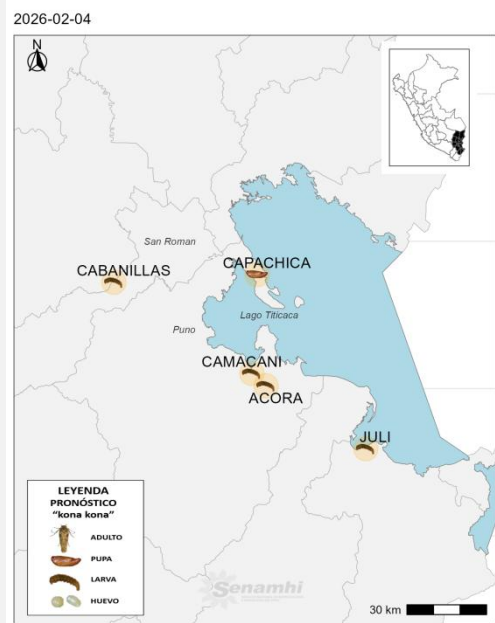 2026-02-04
N
San Roman
CABANILLAS
CAPACHICA
Lago Titicaca
Puno
CAMACANI
ACORA
JULI
LEYENDA
PRONÓSTICO
"kona kona"
ADULTO
PUPA
LARVA
HUEVO
Senamhi
30 km